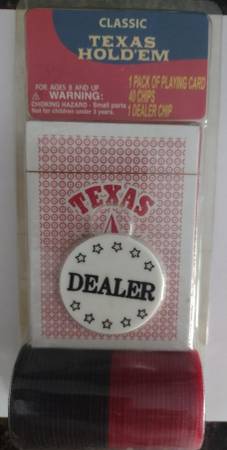 CLASSIC
TEXAS
HOLD'EM
FOR AGES 8 AND UP
WARNING:
CHOKING HAZARD - Small parts
Not for children under 3 years.
1 PACK OF PLAYING CARD
40 CHIPS
1 DEALER CHIP
TEXAS
DEALER